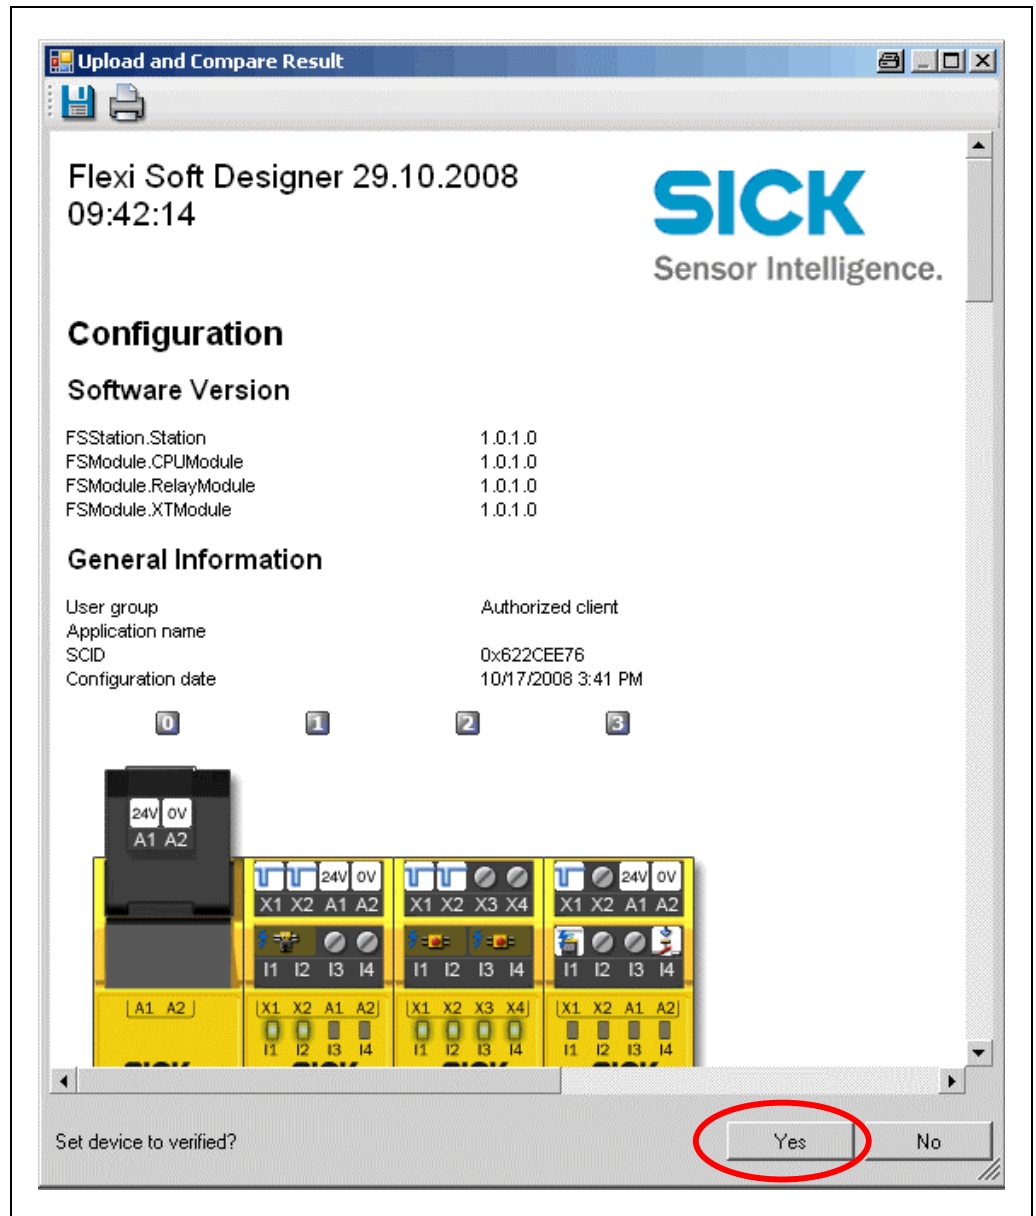 Upload and Compare Result
Flexi Soft Designer 29.10.2008
09:42:14
SICK
Sensor Intelligence.
Configuration
Software Version
FSStation.Station 1.0.1.0
FSModule.CPUModule 1.0.1.0
FSModule.RelayModule 1.0.1.0
FSModule.XTModule 1.0.1.0
General Information
User group Authorized client
Application name
SCID 0x622CEE76
Configuration date 10/17/2008 3:41 PM
0 1 2 3
24V 0V
A1 A2
24V 0V 24V 0V
X1 X2 A1 A2 X1 X2 X3 X4 X1 X2 A1 A2
I1 I2 I3 I4 I1 I2 I3 I4 I1 I2 I3 I4
A1 A2 X1 X2 A1 A2 X1 X2 X3 X4 X1 X2 A1 A2
I1 I2 I3 I4 I1 I2 I3 I4 I1 I2 I3 I4
Set device to verified? Yes No